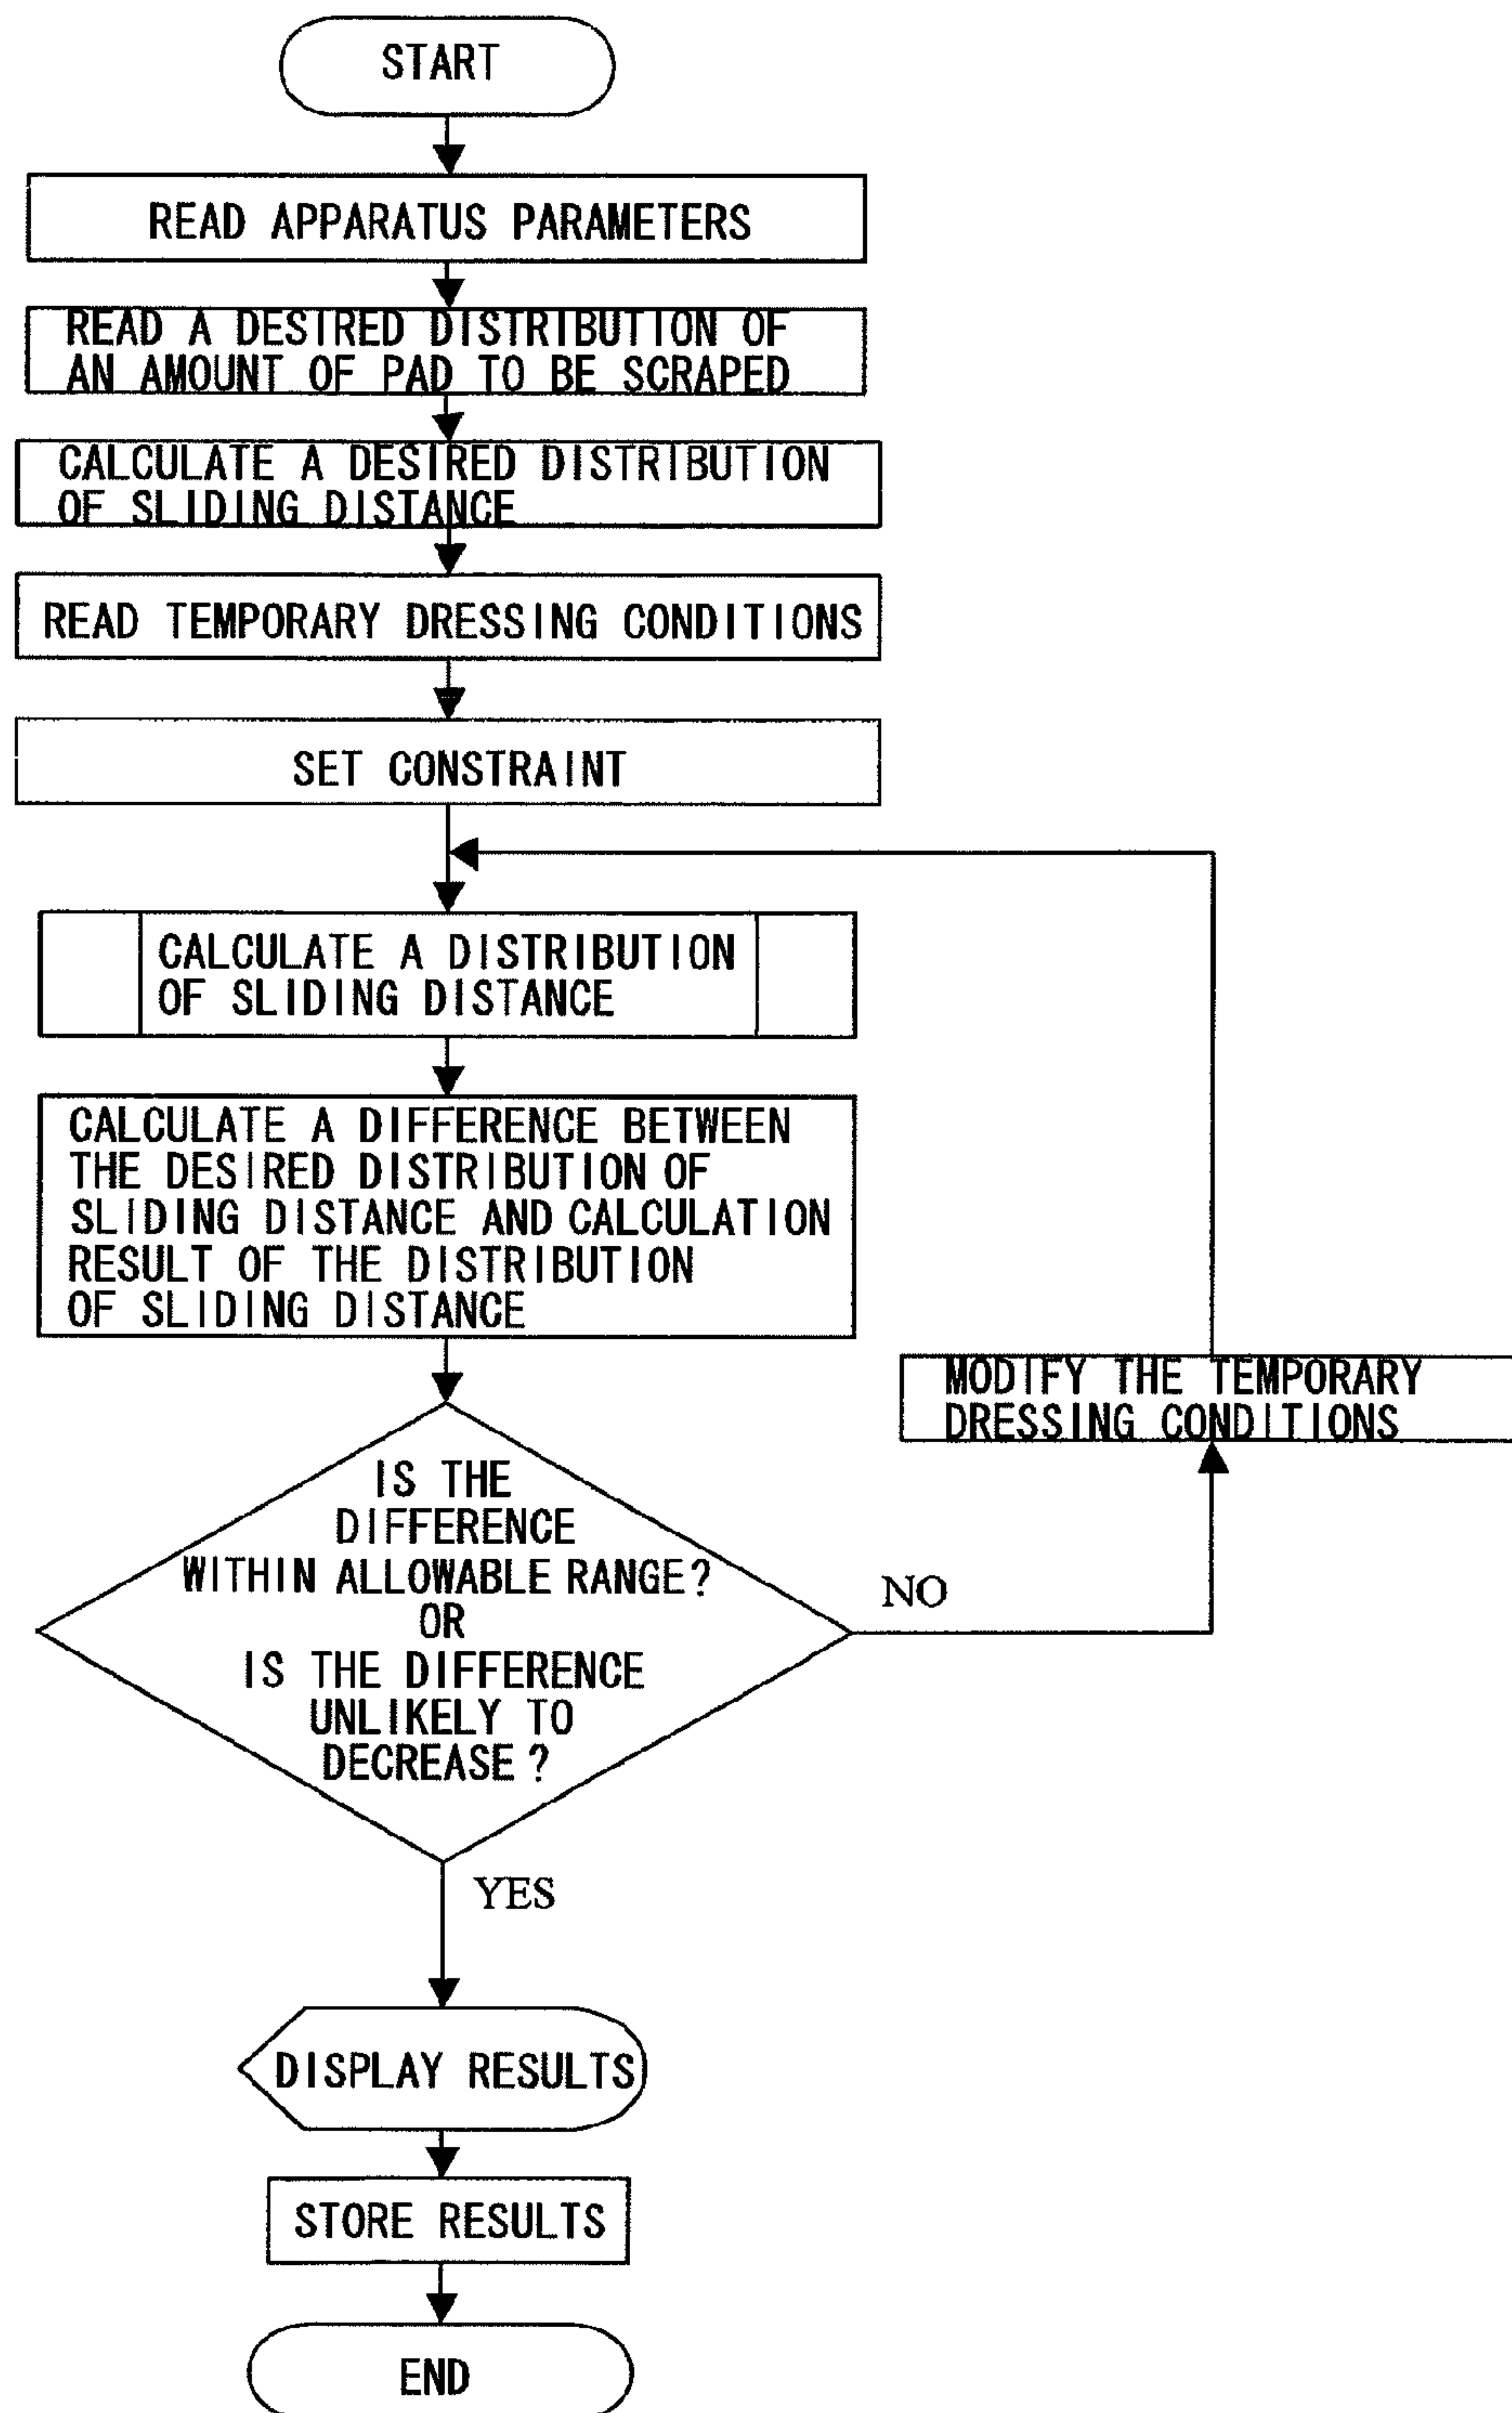 START
READ APPARATUS PARAMETERS
READ A DESIRED DISTRIBUTION OF
AN AMOUNT OF PAD TO BE SCRAPED
CALCULATE A DESIRED DISTRIBUTION
OF SLIDING DISTANCE
READ TEMPORARY DRESSING CONDITIONS
SET CONSTRAINT
CALCULATE A DISTRIBUTION
OF SLIDING DISTANCE
CALCULATE A DIFFERENCE BETWEEN
THE DESIRED DISTRIBUTION OF
SLIDING DISTANCE AND CALCULATION
RESULT OF THE DISTRIBUTION
OF SLIDING DISTANCE
MODIFY THE TEMPORARY
DRESSING CONDITIONS
IS THE
DIFFERENCE
WITHIN ALLOWABLE RANGE?
OR
IS THE DIFFERENCE
UNLIKELY TO
DECREASE?
NO
YES
DISPLAY RESULTS
STORE RESULTS
END